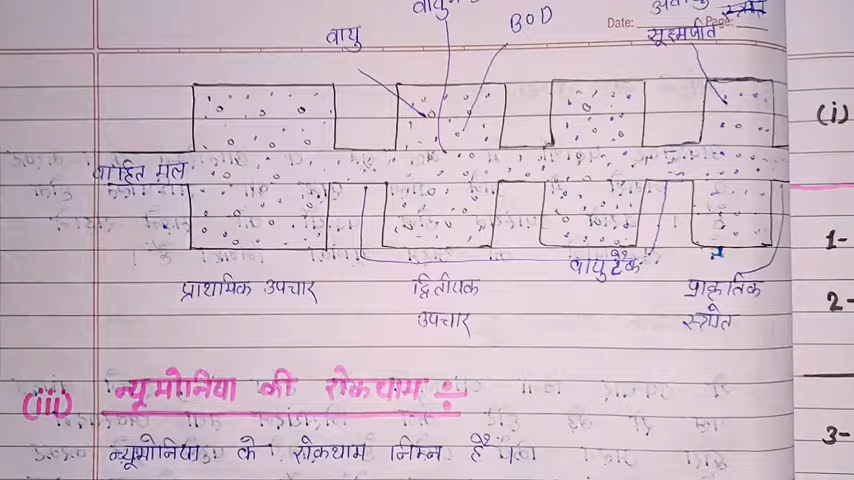 BOD
Date: Page:
वायु
सूक्ष्मजीव
(i)
वाहित मल
1-
वायु टैंक
प्राथमिक उपचार द्वितीयक प्राकृतिक
2-
उपचार स्त्रोत
(iii) न्यूमोनिया की रोकथाम ÷
3-
न्यूमोनिया के रोकथाम निम्न है।